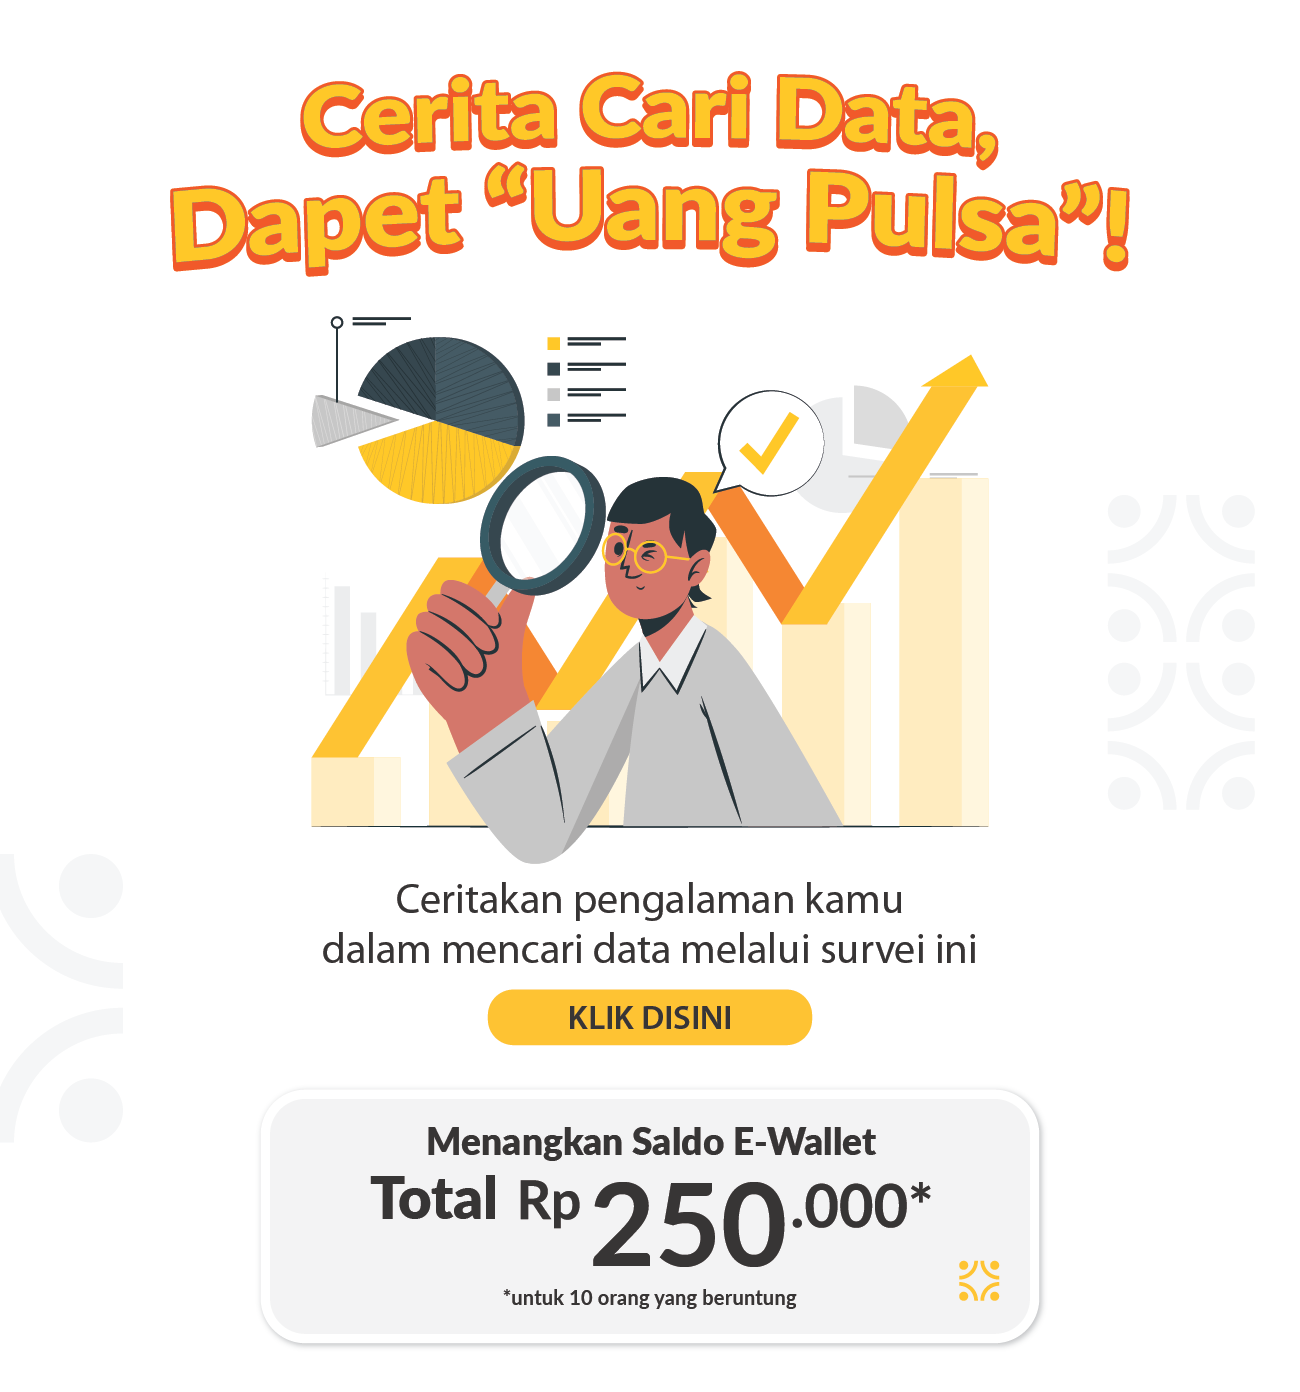 Cerita Cari Data,
Dapet “Uang Pulsa”!
Ceritakan pengalaman kamu
dalam mencari data melalui survei ini
KLIK DISINI
Menangkan Saldo E-Wallet
Total Rp 250.000*
*untuk 10 orang yang beruntung